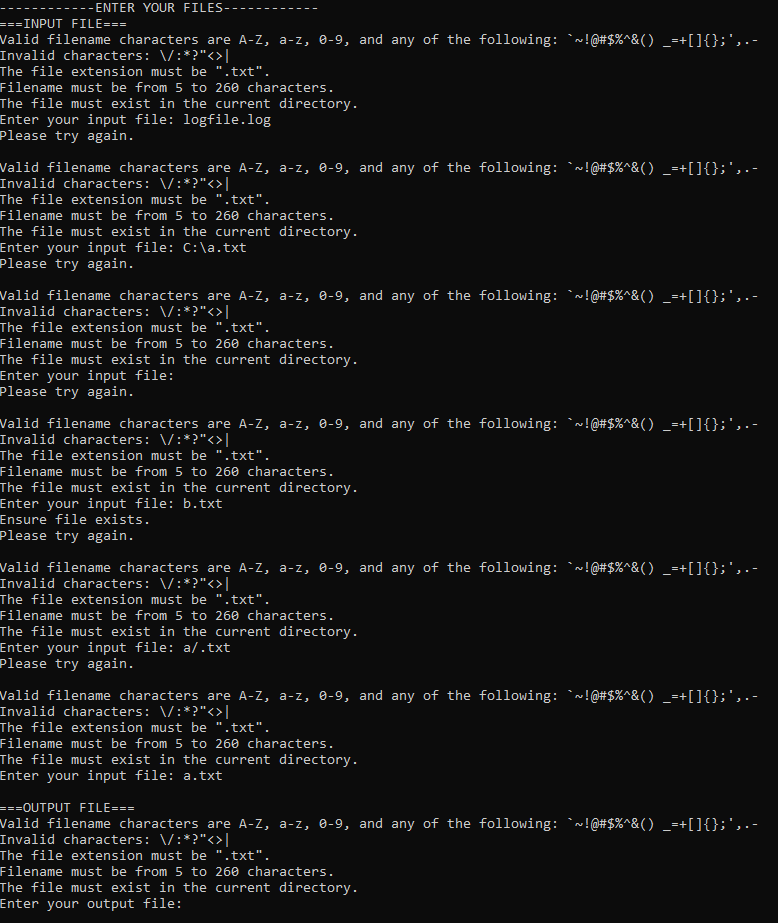 ------------ENTER YOUR FILES------------
===INPUT FILE===
Valid filename characters are A-Z, a-z, 0-9, and any of the following: `~!@#$%^&() _=+[]{};',.-
Invalid characters: \/:*?"<>|
The file extension must be ".txt".
Filename must be from 5 to 260 characters.
The file must exist in the current directory.
Enter your input file: logfile.log
Please try again.

Valid filename characters are A-Z, a-z, 0-9, and any of the following: `~!@#$%^&() _=+[]{};',.-
Invalid characters: \/:*?"<>|
The file extension must be ".txt".
Filename must be from 5 to 260 characters.
The file must exist in the current directory.
Enter your input file: C:\a.txt
Please try again.

Valid filename characters are A-Z, a-z, 0-9, and any of the following: `~!@#$%^&() _=+[]{};',.-
Invalid characters: \/:*?"<>|
The file extension must be ".txt".
Filename must be from 5 to 260 characters.
The file must exist in the current directory.
Enter your input file:
Please try again.

Valid filename characters are A-Z, a-z, 0-9, and any of the following: `~!@#$%^&() _=+[]{};',.-
Invalid characters: \/:*?"<>|
The file extension must be ".txt".
Filename must be from 5 to 260 characters.
The file must exist in the current directory.
Enter your input file: b.txt
Ensure file exists.
Please try again.

Valid filename characters are A-Z, a-z, 0-9, and any of the following: `~!@#$%^&() _=+[]{};',.-
Invalid characters: \/:*?"<>|
The file extension must be ".txt".
Filename must be from 5 to 260 characters.
The file must exist in the current directory.
Enter your input file: a/.txt
Please try again.

Valid filename characters are A-Z, a-z, 0-9, and any of the following: `~!@#$%^&() _=+[]{};',.-
Invalid characters: \/:*?"<>|
The file extension must be ".txt".
Filename must be from 5 to 260 characters.
The file must exist in the current directory.
Enter your input file: a.txt

===OUTPUT FILE===
Valid filename characters are A-Z, a-z, 0-9, and any of the following: `~!@#$%^&() _=+[]{};',.-
Invalid characters: \/:*?"<>|
The file extension must be ".txt".
Filename must be from 5 to 260 characters.
The file must exist in the current directory.
Enter your output file: